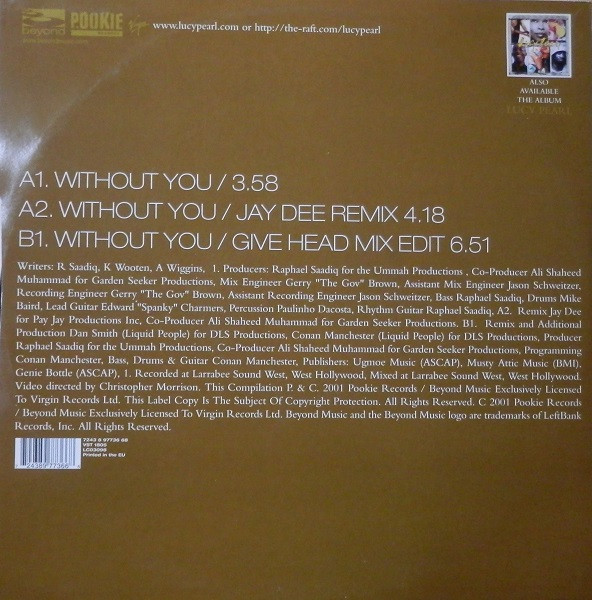 beyond POOKIE Virgin www.lucypearl.com or http://the-raft.com/lucypearl
ALSO
AVAILABLE
THE ALBUM
LUCY PEARL
A1. WITHOUT YOU / 3.58
A2. WITHOUT YOU / JAY DEE REMIX 4.18
B1. WITHOUT YOU / GIVE HEAD MIX EDIT 6.51
Writers: R Saadiq, K Wooten, A Wiggins, 1. Producers: Raphael Saadiq for the Ummah Productions , Co-Producer Ali Shaheed
Muhammad for Garden Seeker Productions, Mix Engineer Gerry "The Gov" Brown, Assistant Mix Engineer Jason Schweitzer,
Recording Engineer Gerry "The Gov" Brown, Assistant Recording Engineer Jason Schweitzer, Bass Raphael Saadiq, Drums Mike
Baird, Lead Guitar Edward "Spanky" Charmers, Percussion Paulinho Dacosta, Rhythm Guitar Raphael Saadiq, A2. Remix Jay Dee
for Pay Jay Productions Inc, Co-Producer Ali Shaheed Muhammad for Garden Seeker Productions. B1. Remix and Additional
Production Dan Smith (Liquid People) for DLS Productions, Conan Manchester (Liquid People) for DLS Productions, Producer
Raphael Saadiq for the Ummah Productions, Co-Producer Ali Shaheed Muhammad for Garden Seeker Productions, Programming
Conan Manchester, Bass, Drums & Guitar Conan Manchester, Publishers: Ugmoe Music (ASCAP), Musty Attic Music (BMI),
Genie Bottle (ASCAP), 1. Recorded at Larrabee Sound West, West Hollywood, Mixed at Larrabee Sound West, West Hollywood.
Video directed by Christopher Morrison. This Compilation P. & C. 2001 Pookie Records / Beyond Music Exclusively Licensed
To Virgin Records Ltd. This Label Copy Is The Subject Of Copyright Protection. All Rights Reserved. C 2001 Pookie Records
/ Beyond Music Exclusively Licensed To Virgin Records Ltd. Beyond Music and the Beyond Music logo are trademarks of LeftBank
Records, Inc. All Rights Reserved.
7243 8 97736 68
VST 1805
LC03098
Printed in the EU